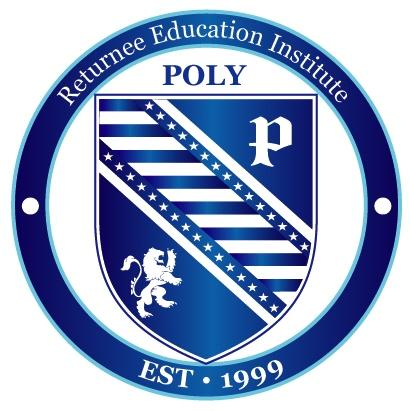 Returnee Education Institute
POLY
P
EST • 1999